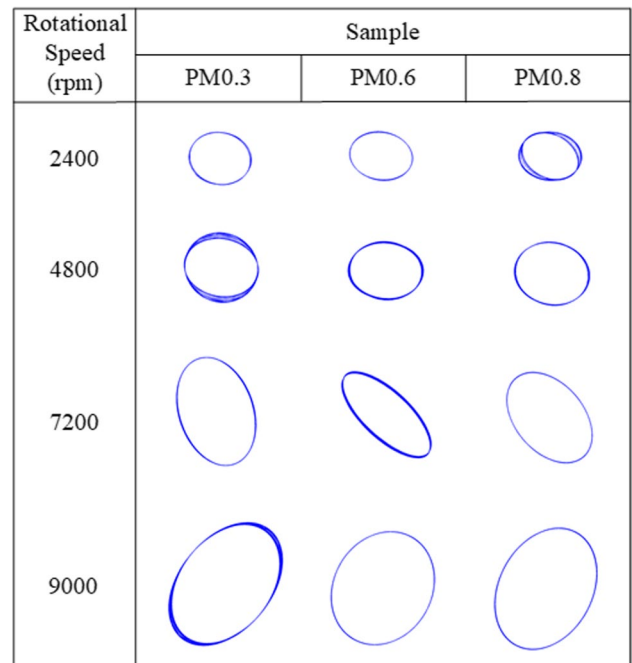 Rotational
Speed
(rpm)
Sample
PM0.3 PM0.6 PM0.8
2400
4800
7200
9000